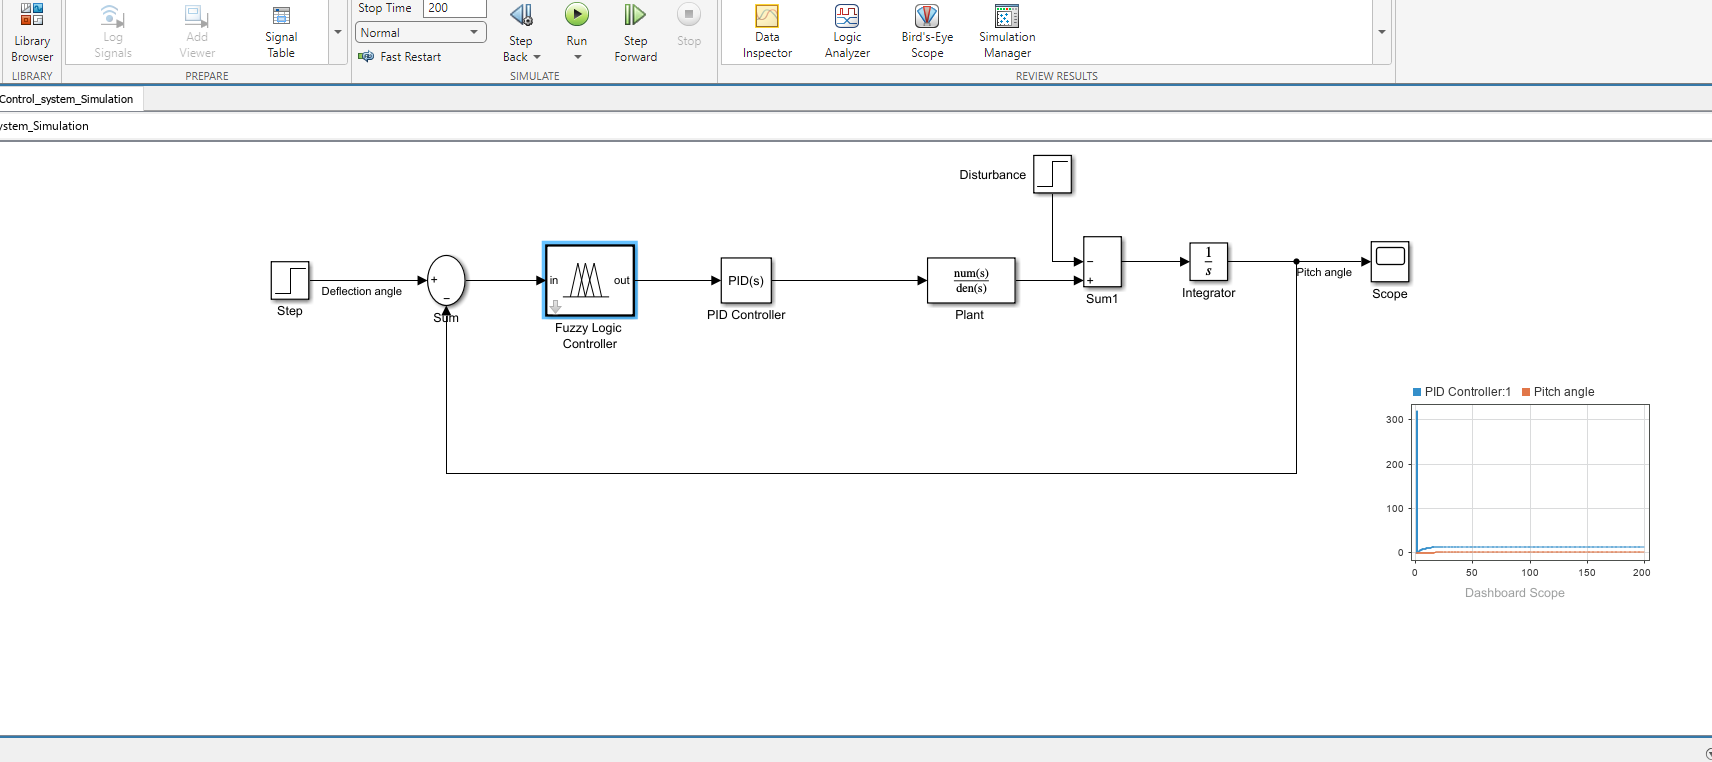 Stop Time 200
Normal
Fast Restart
Library
Browser
Log
Signals
Add
Viewer
Signal
Table
Step
Back
Run
Step
Forward
Stop
Data
Inspector
Logic
Analyzer
Bird's-Eye
Scope
Simulation
Manager
LIBRARY
PREPARE
SIMULATE
REVIEW RESULTS
Control_system_Simulation
ystem_Simulation
Disturbance
Step
Deflection angle
+
−
Sum
in
out
Fuzzy Logic
Controller
PID(s)
PID Controller
num(s)
den(s)
Plant
−
+
Sum1
1
s
Integrator
Pitch angle
Scope
PID Controller:1 Pitch angle
300
200
100
0
0 50 100 150 200
Dashboard Scope